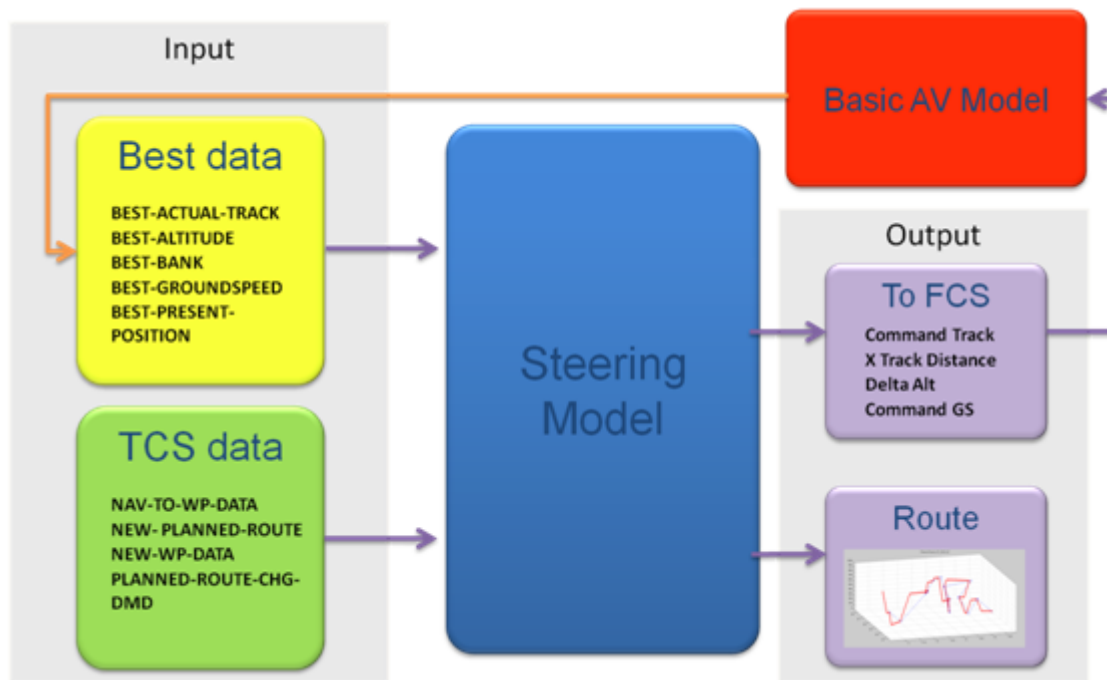 Input
Best data
BEST-ACTUAL-TRACK
BEST-ALTITUDE
BEST-BANK
BEST-GROUNDSPEED
BEST-PRESENT-
POSITION
TCS data
NAV-TO-WP-DATA
NEW- PLANNED-ROUTE
NEW-WP-DATA
PLANNED-ROUTE-CHG-
DMD
Steering
Model
Basic AV Model
Output
To FCS
Command Track
X Track Distance
Delta Alt
Command GS
Route